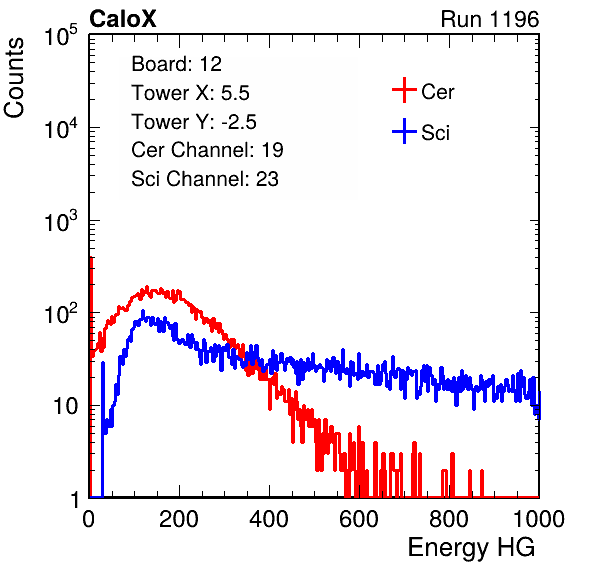 CaloX Run 1196
Counts
Board: 12
Tower X: 5.5
Tower Y: -2.5
Cer Channel: 19
Sci Channel: 23
Cer
Sci
10^5
10^4
10^3
10^2
10
1
0 200 400 600 800 1000
Energy HG